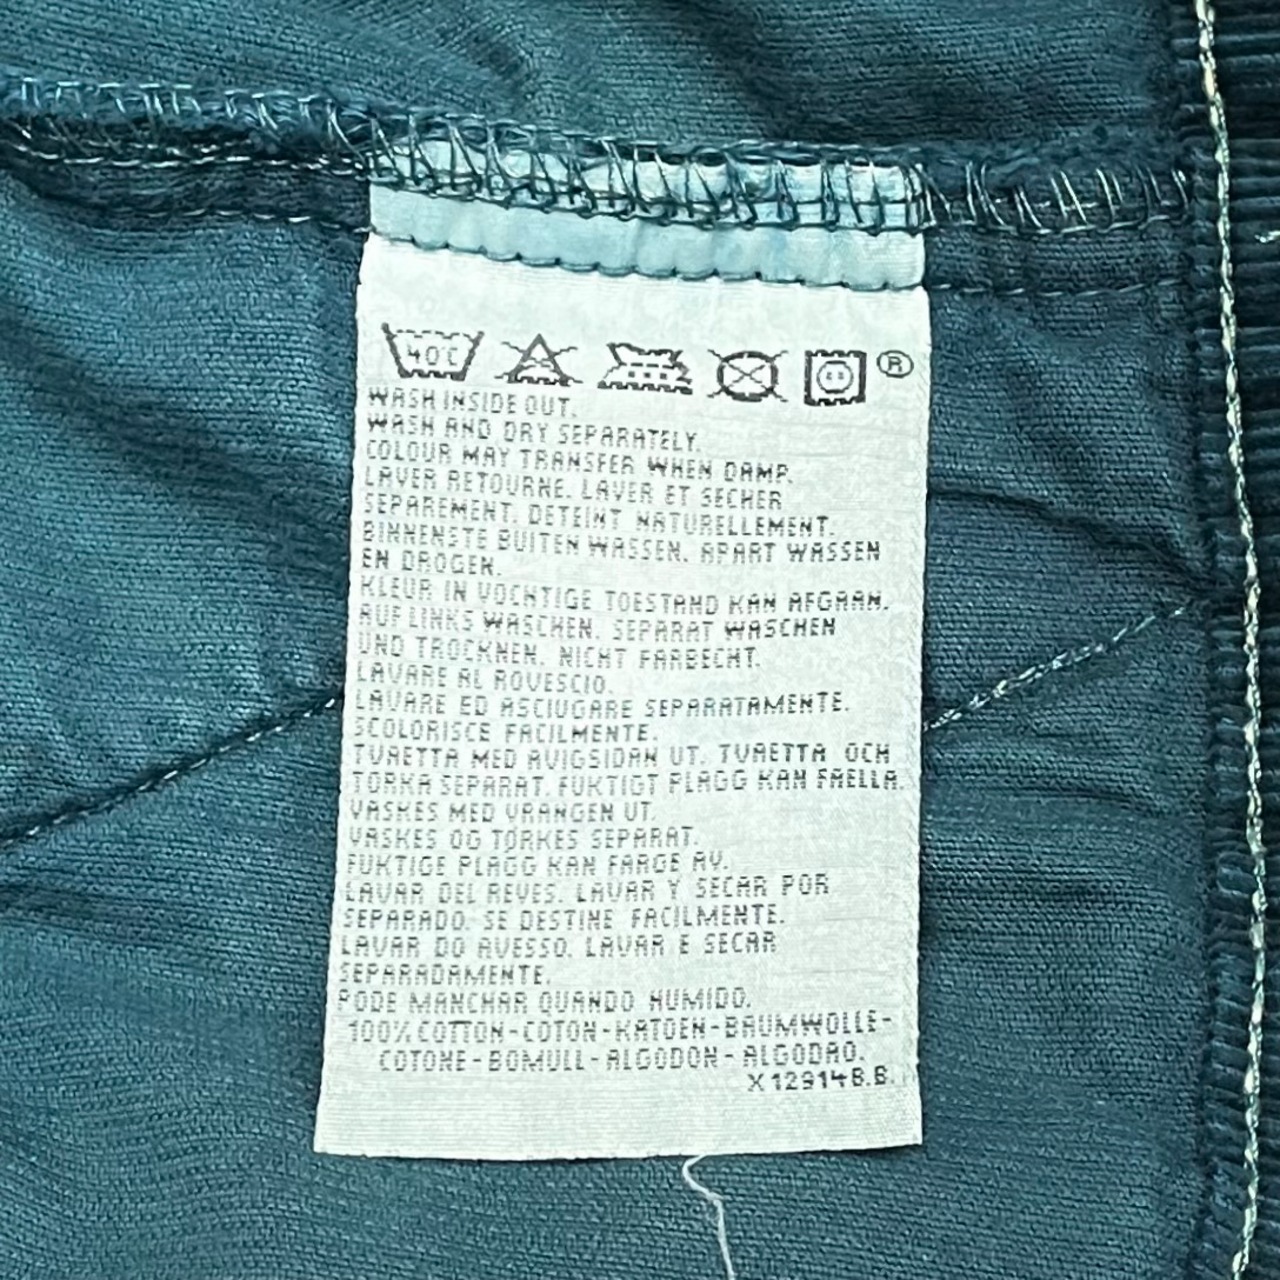 40°C
®
WASH INSIDE OUT.
WASH AND DRY SEPARATELY.
COLOUR MAY TRANSFER WHEN DAMP.
LAVER RETOURNE. LAVER ET SECHER
SEPAREMENT. DETEINT NATURELLEMENT.
BINNENSTE BUITEN WASSEN. APART WASSEN
EN DROGEN.
KLEUR IN VOCHTIGE TOESTAND KAN AFGAAN.
AUF LINKS WASCHEN. SEPARAT WASCHEN
UND TROCKNEN. NICHT FARBECHT.
LAVARE AL ROVESCIO.
LAVARE ED ASCIUGARE SEPARATAMENTE.
SCOLORISCE FACILMENTE.
TVAETTA MED AVIGSIDAN UT. TVAETTA OCH
TORKA SEPARAT. FUKTIGT PLAGG KAN FAELLA.
VASKES MED VRANGEN UT.
VASKES OG TORKES SEPARAT.
FUKTIGE PLAGG KAN FARGE AV.
LAVAR DEL REVES. LAVAR Y SECAR POR
SEPARADO. SE DESTINE FACILMENTE.
LAVAR DO AVESSO. LAVAR E SECAR
SEPARADAMENTE.
PODE MANCHAR QUANDO HUMIDO.
100% COTTON-COTON-KATOEN-BAUMWOLLE-
COTONE-BOMULL-ALGODON-ALGODAO.
X12914B.B.